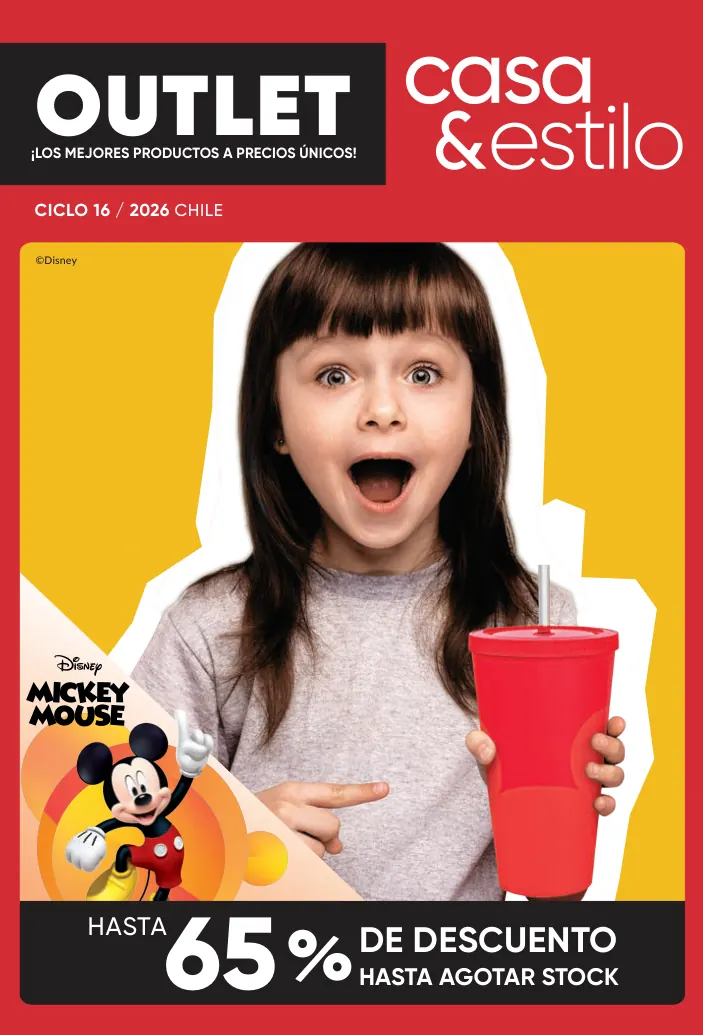 OUTLET
¡LOS MEJORES PRODUCTOS A PRECIOS ÚNICOS!
casa
&estilo
CICLO 16 / 2026 CHILE
©Disney
Disney
MICKEY
MOUSE
HASTA 65% DE DESCUENTO
HASTA AGOTAR STOCK